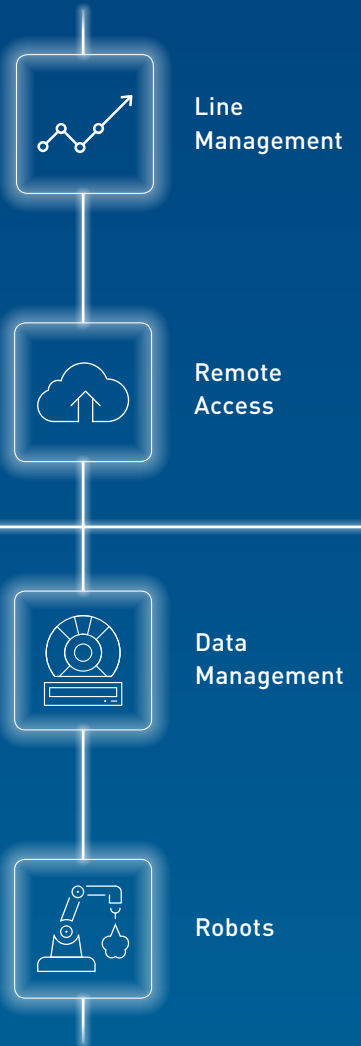 Line
Management
Remote
Access
Data
Management
Robots